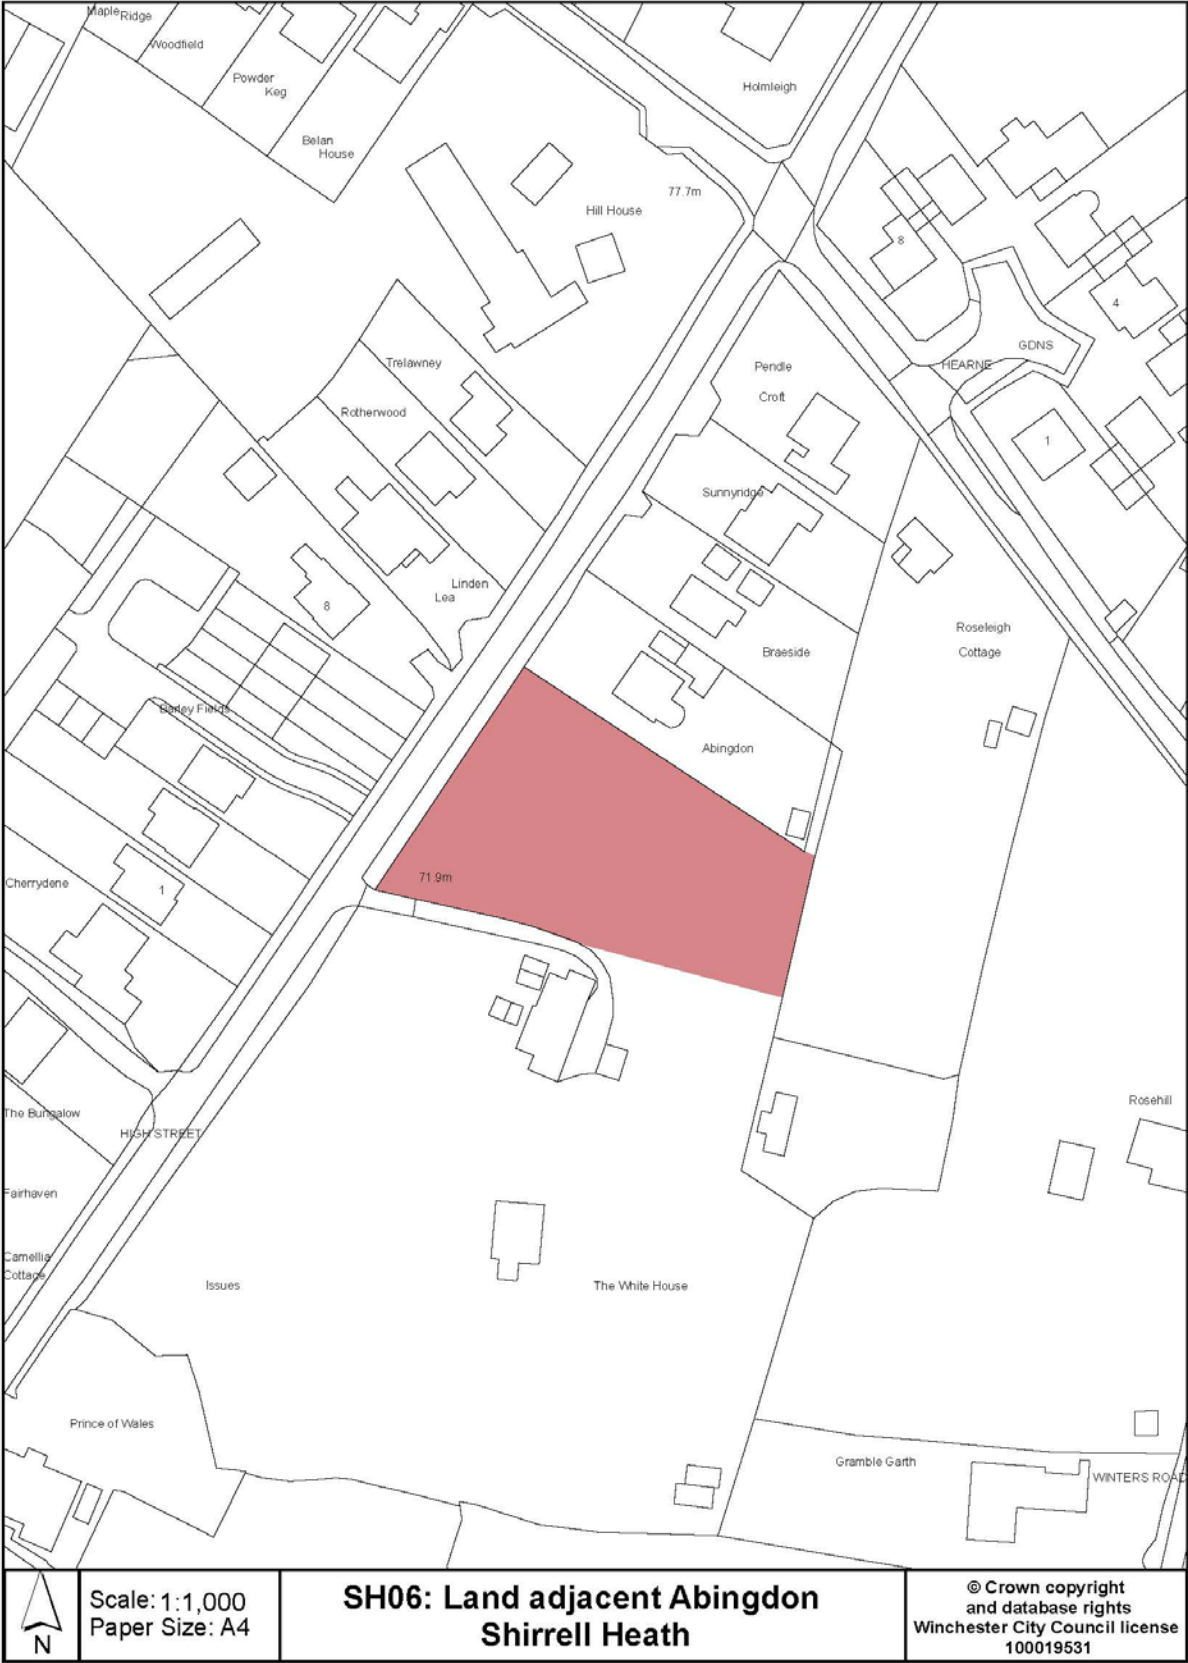 Maple Ridge
Woodfield
Powder
Keg
Belan
House
Holmleigh
77.7m
Hill House
8
4
GDNS
HEARNE
Trelawney
Pendle
Croft
Rotherwood
1
Sunnyridge
Linden
Lea
8
Roseleigh
Cottage
Braeside
Barley Fields
Abingdon
71.9m
Cherrydene
1
Rosehill
The Bungalow
HIGH STREET
Fairhaven
Camellia
Cottage
Issues
The White House
Prince of Wales
Gramble Garth
WINTERS ROAD
N
Scale: 1:1,000
Paper Size: A4
SH06: Land adjacent Abingdon
Shirrell Heath
© Crown copyright
and database rights
Winchester City Council license
100019531